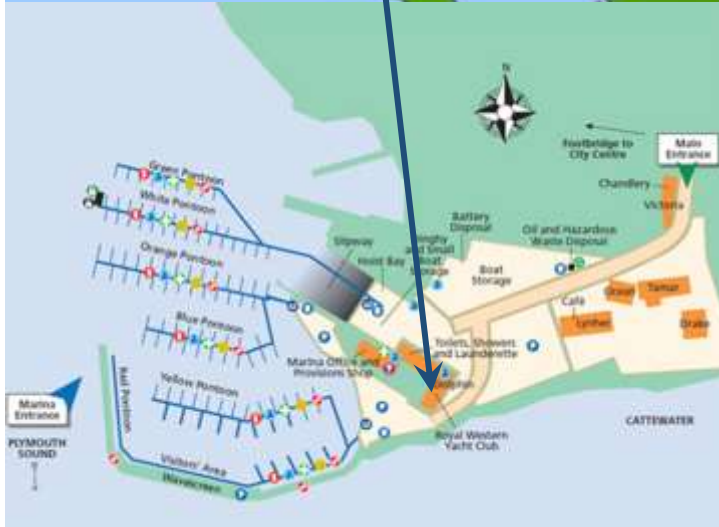 N
Footbridge to
City Centre
Main
Entrance
Chandlery
Victoria
Green Pontoon
White Pontoon
Orange Pontoon
Blue Pontoon
Yellow Pontoon
Red Pontoon
Slipway
Hoist Bay
Battery
Disposal
and Small
Boat
Storage
Oil and Hazardous
Waste Disposal
Boat
Storage
Café
Lynher
Tamar
Drake
Toilets, Showers
and Launderette
Marina Office and
Provisions Shop
Royal Western
Yacht Club
CATTEWATER
Marina
Entrance
PLYMOUTH
SOUND
Visitors' Area
Wavescreen